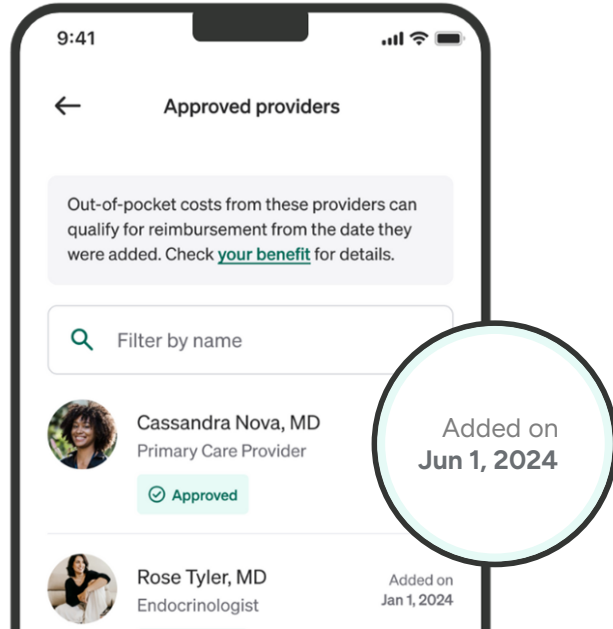 9:41
Approved providers
Out-of-pocket costs from these providers can
qualify for reimbursement from the date they
were added. Check your benefit for details.
Filter by name
Cassandra Nova, MD
Primary Care Provider
Approved
Added on
Jun 1, 2024
Rose Tyler, MD
Endocrinologist
Added on
Jan 1, 2024